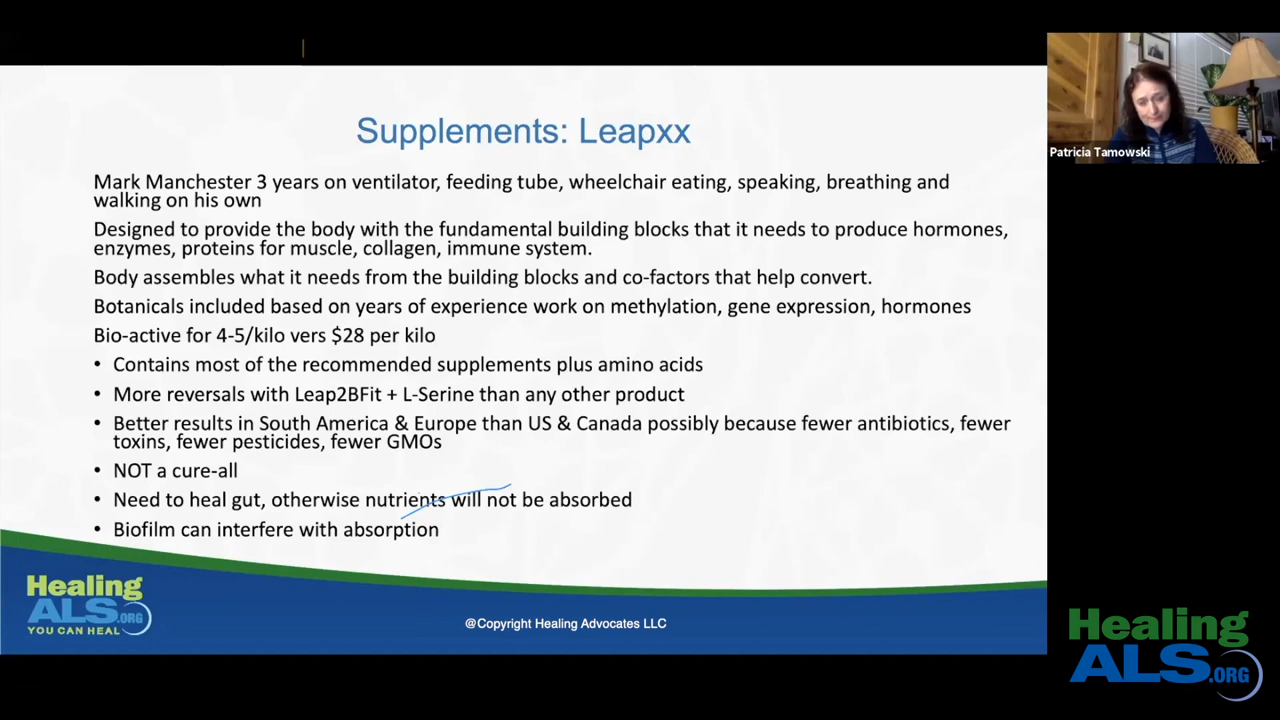 Supplements: Leapxx
Patricia Tamowski
Mark Manchester 3 years on ventilator, feeding tube, wheelchair eating, speaking, breathing and
walking on his own
Designed to provide the body with the fundamental building blocks that it needs to produce hormones,
enzymes, proteins for muscle, collagen, immune system.
Body assembles what it needs from the building blocks and co-factors that help convert.
Botanicals included based on years of experience work on methylation, gene expression, hormones
Bio-active for 4-5/kilo vers $28 per kilo
• Contains most of the recommended supplements plus amino acids
• More reversals with Leap2BFit + L-Serine than any other product
• Better results in South America & Europe than US & Canada possibly because fewer antibiotics, fewer
toxins, fewer pesticides, fewer GMOs
• NOT a cure-all
• Need to heal gut, otherwise nutrients will not be absorbed
• Biofilm can interfere with absorption
Healing
ALS.ORG
YOU CAN HEAL
@Copyright Healing Advocates LLC
Healing
ALS.ORG